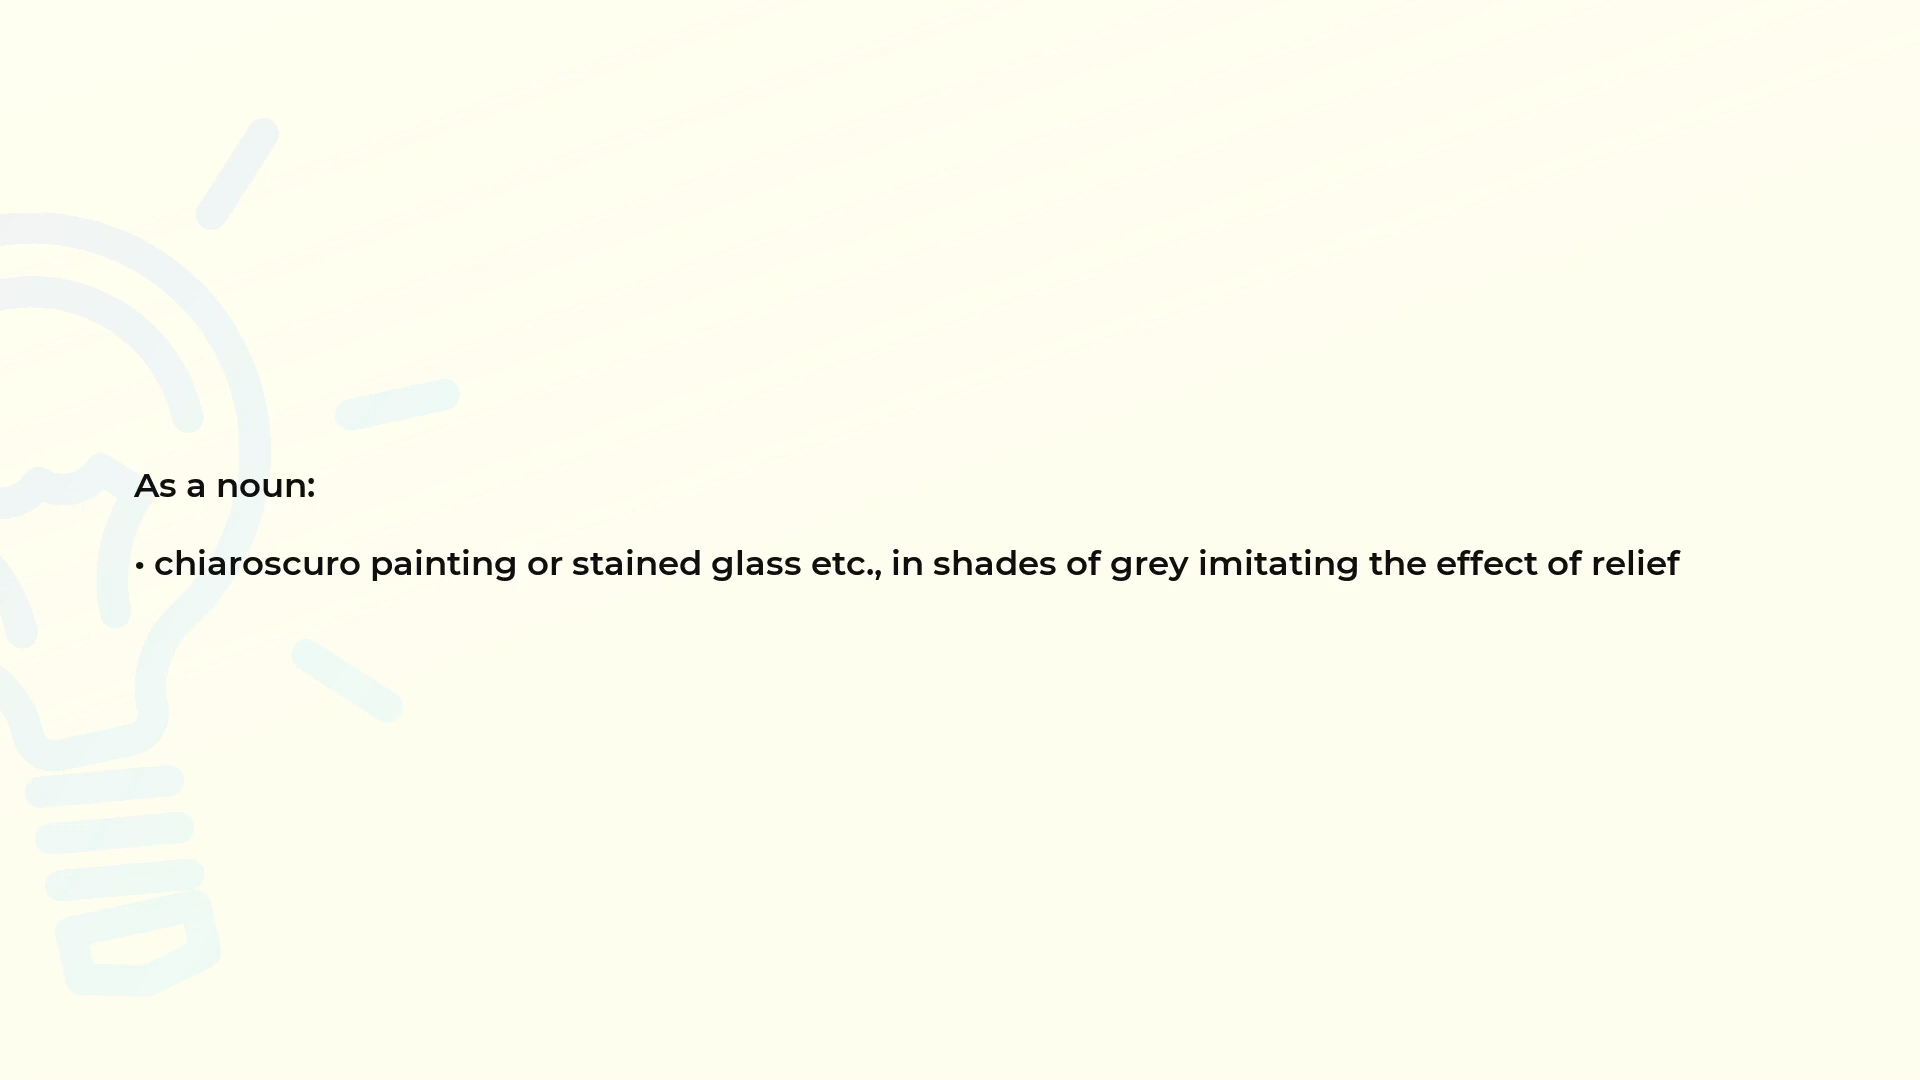 As a noun:
• chiaroscuro painting or stained glass etc., in shades of grey imitating the effect of relief